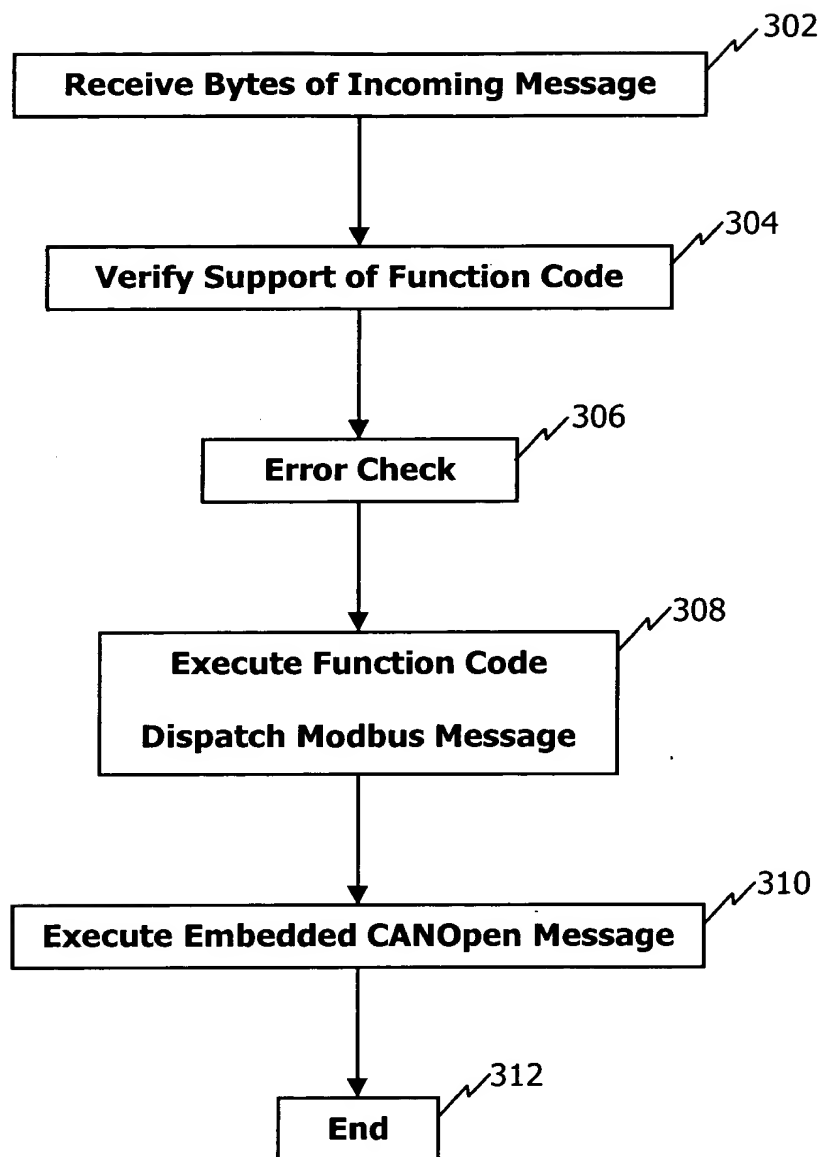 302
Receive Bytes of Incoming Message
304
Verify Support of Function Code
306
Error Check
308
Execute Function Code
Dispatch Modbus Message
310
Execute Embedded CANOpen Message
312
End